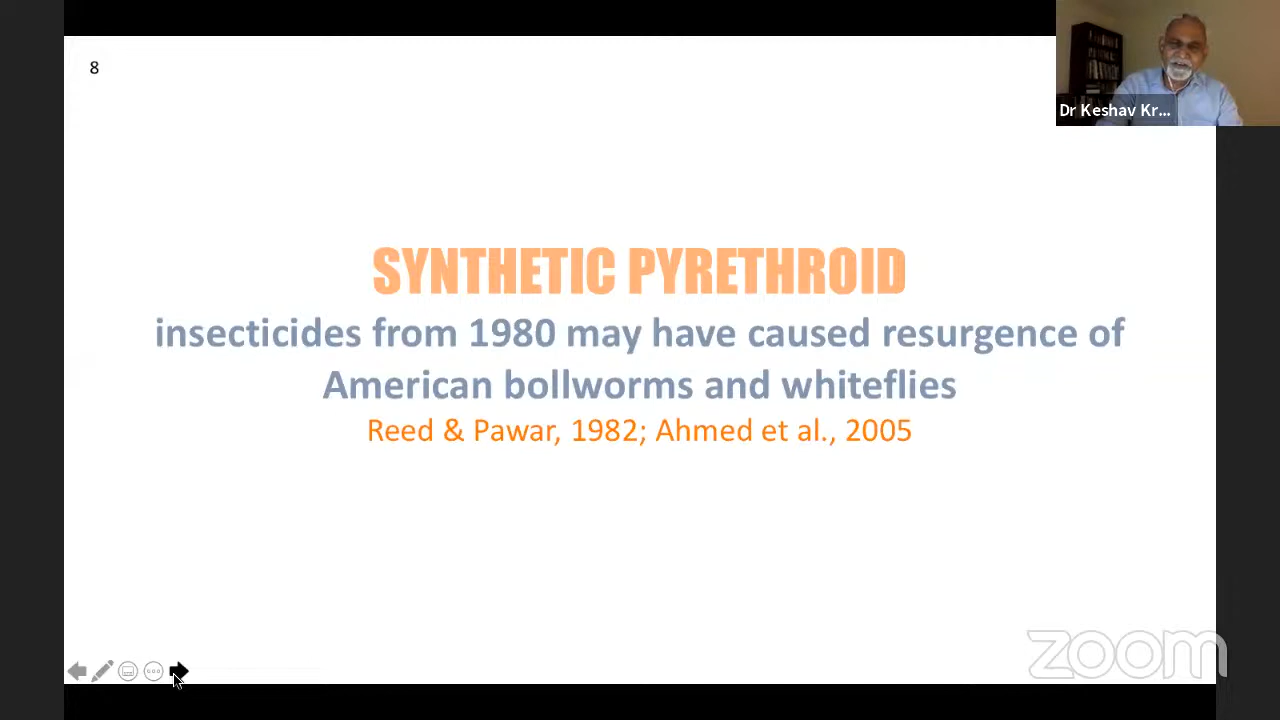 8
Dr Keshav Kr...
SYNTHETIC PYRETHROID
insecticides from 1980 may have caused resurgence of
American bollworms and whiteflies
Reed & Pawar, 1982; Ahmed et al., 2005
zoom